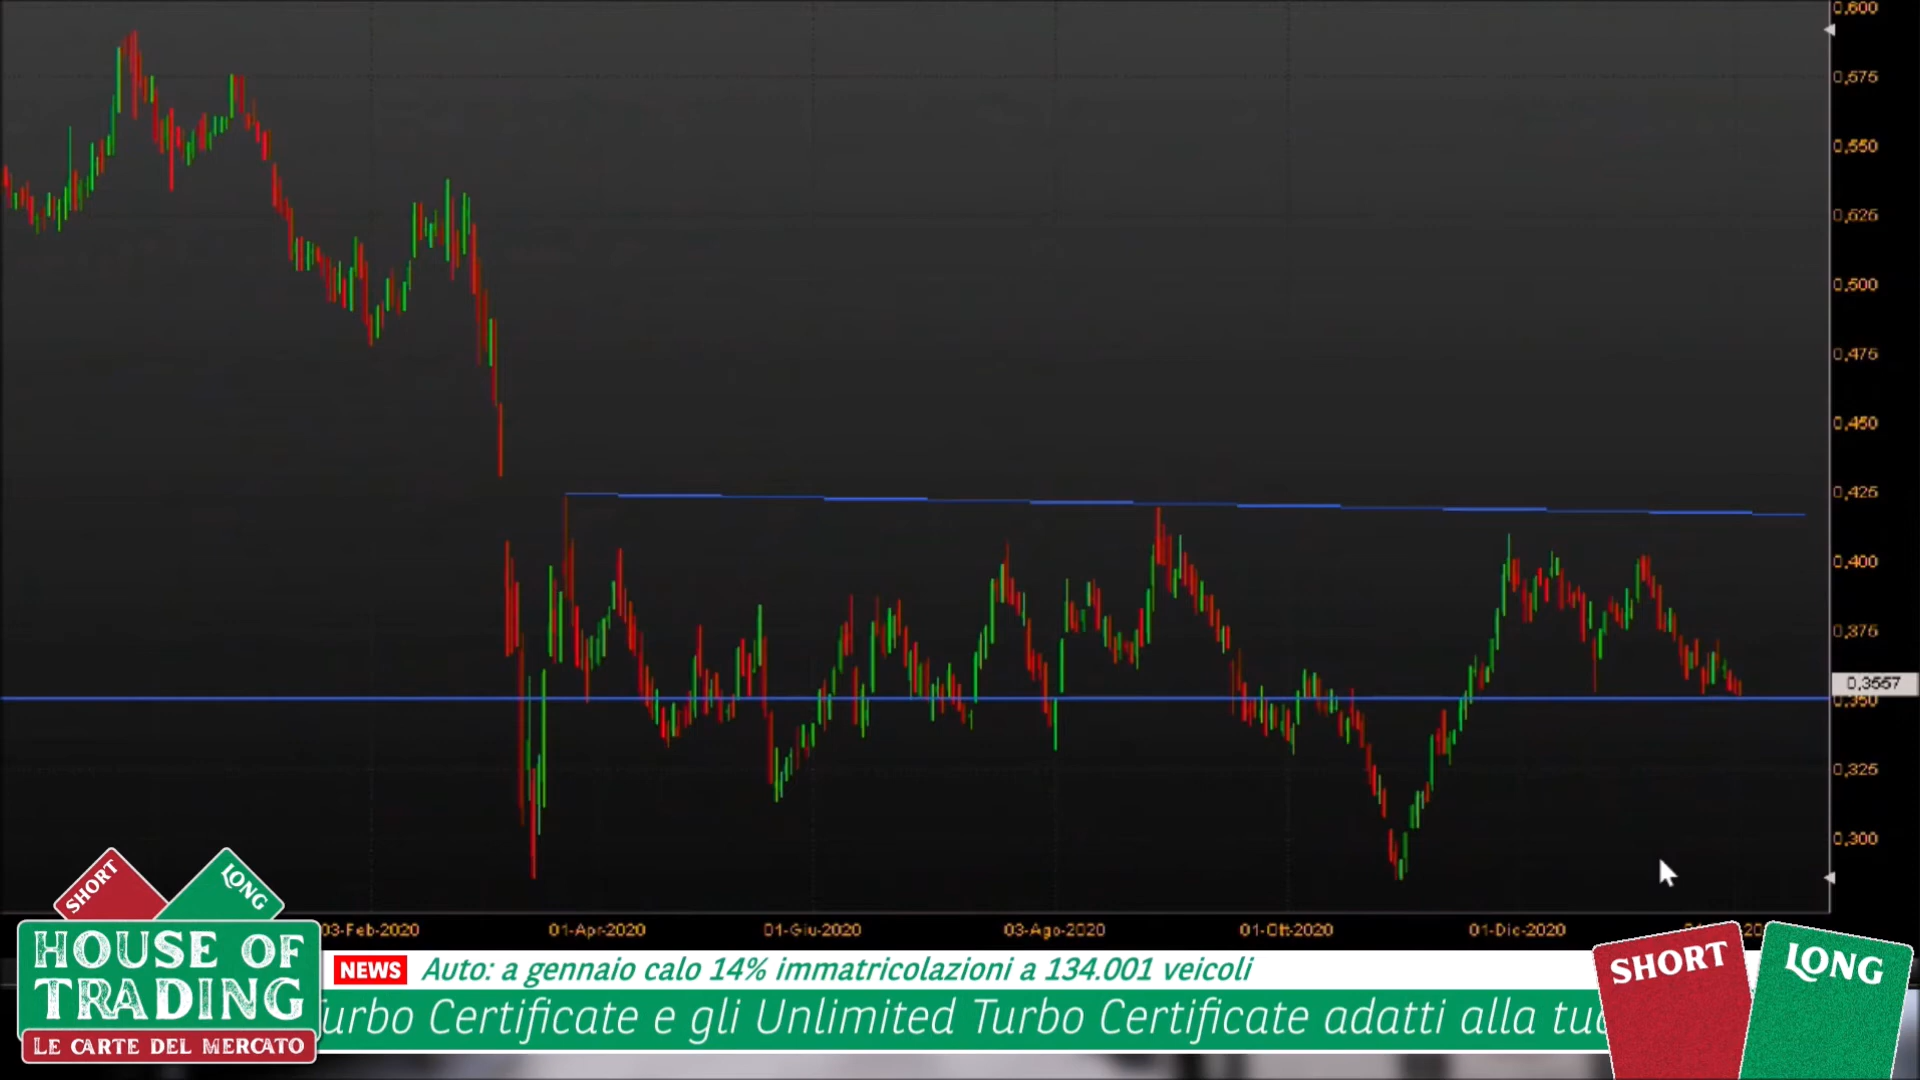 0,600
0,575
0,550
0,525
0,500
0,475
0,450
0,425
0,400
0,375
0,3557
0,350
0,325
0,300
03-Feb-2020
01-Apr-2020
01-Giu-2020
03-Ago-2020
01-Ott-2020
01-Dic-2020
SHORT
LONG
HOUSE OF
TRADING
LE CARTE DEL MERCATO
NEWS Auto: a gennaio calo 14% immatricolazioni a 134.001 veicoli
urbo Certificate e gli Unlimited Turbo Certificate adatti alla tu
SHORT
LONG